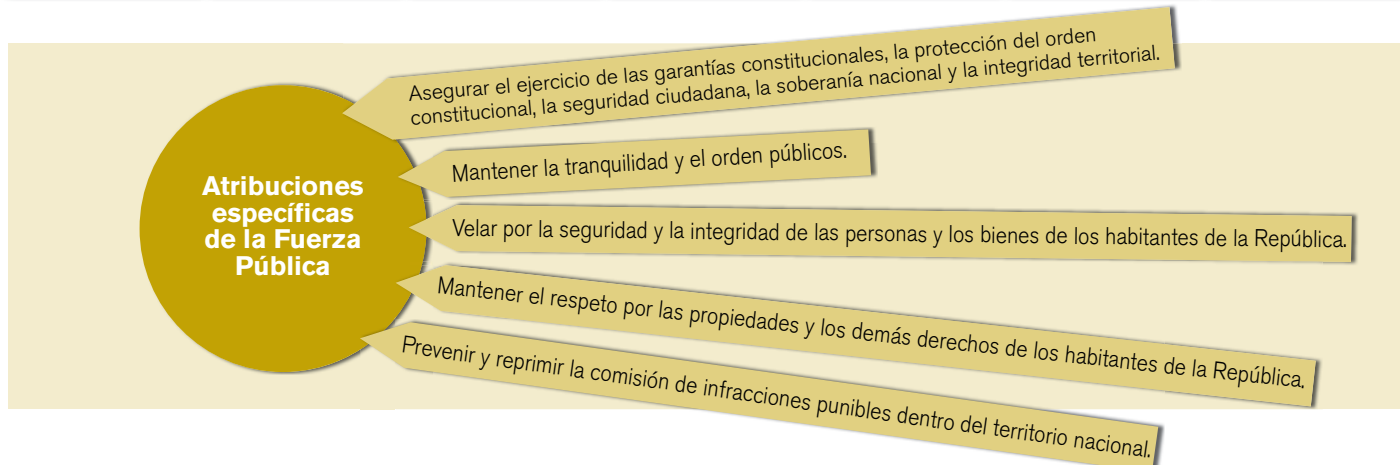 Atribuciones
específicas
de la Fuerza
Pública
Asegurar el ejercicio de las garantías constitucionales, la protección del orden
constitucional, la seguridad ciudadana, la soberanía nacional y la integridad territorial.
Mantener la tranquilidad y el orden públicos.
Velar por la seguridad y la integridad de las personas y los bienes de los habitantes de la República.
Mantener el respeto por las propiedades y los demás derechos de los habitantes de la República.
Prevenir y reprimir la comisión de infracciones punibles dentro del territorio nacional.